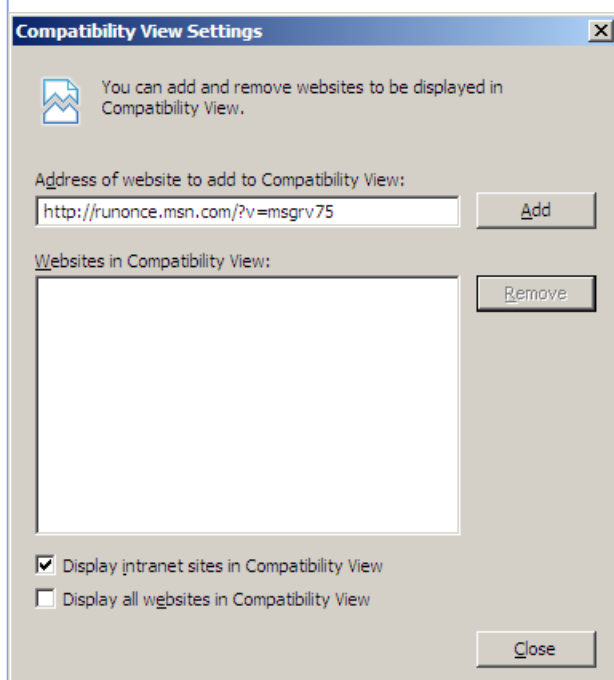 Compatibility View Settings
You can add and remove websites to be displayed in
Compatibility View.
Address of website to add to Compatibility View:
http://runonce.msn.com/?v=msgrv75
Add
Websites in Compatibility View:
Remove
Display intranet sites in Compatibility View
Display all websites in Compatibility View
Close